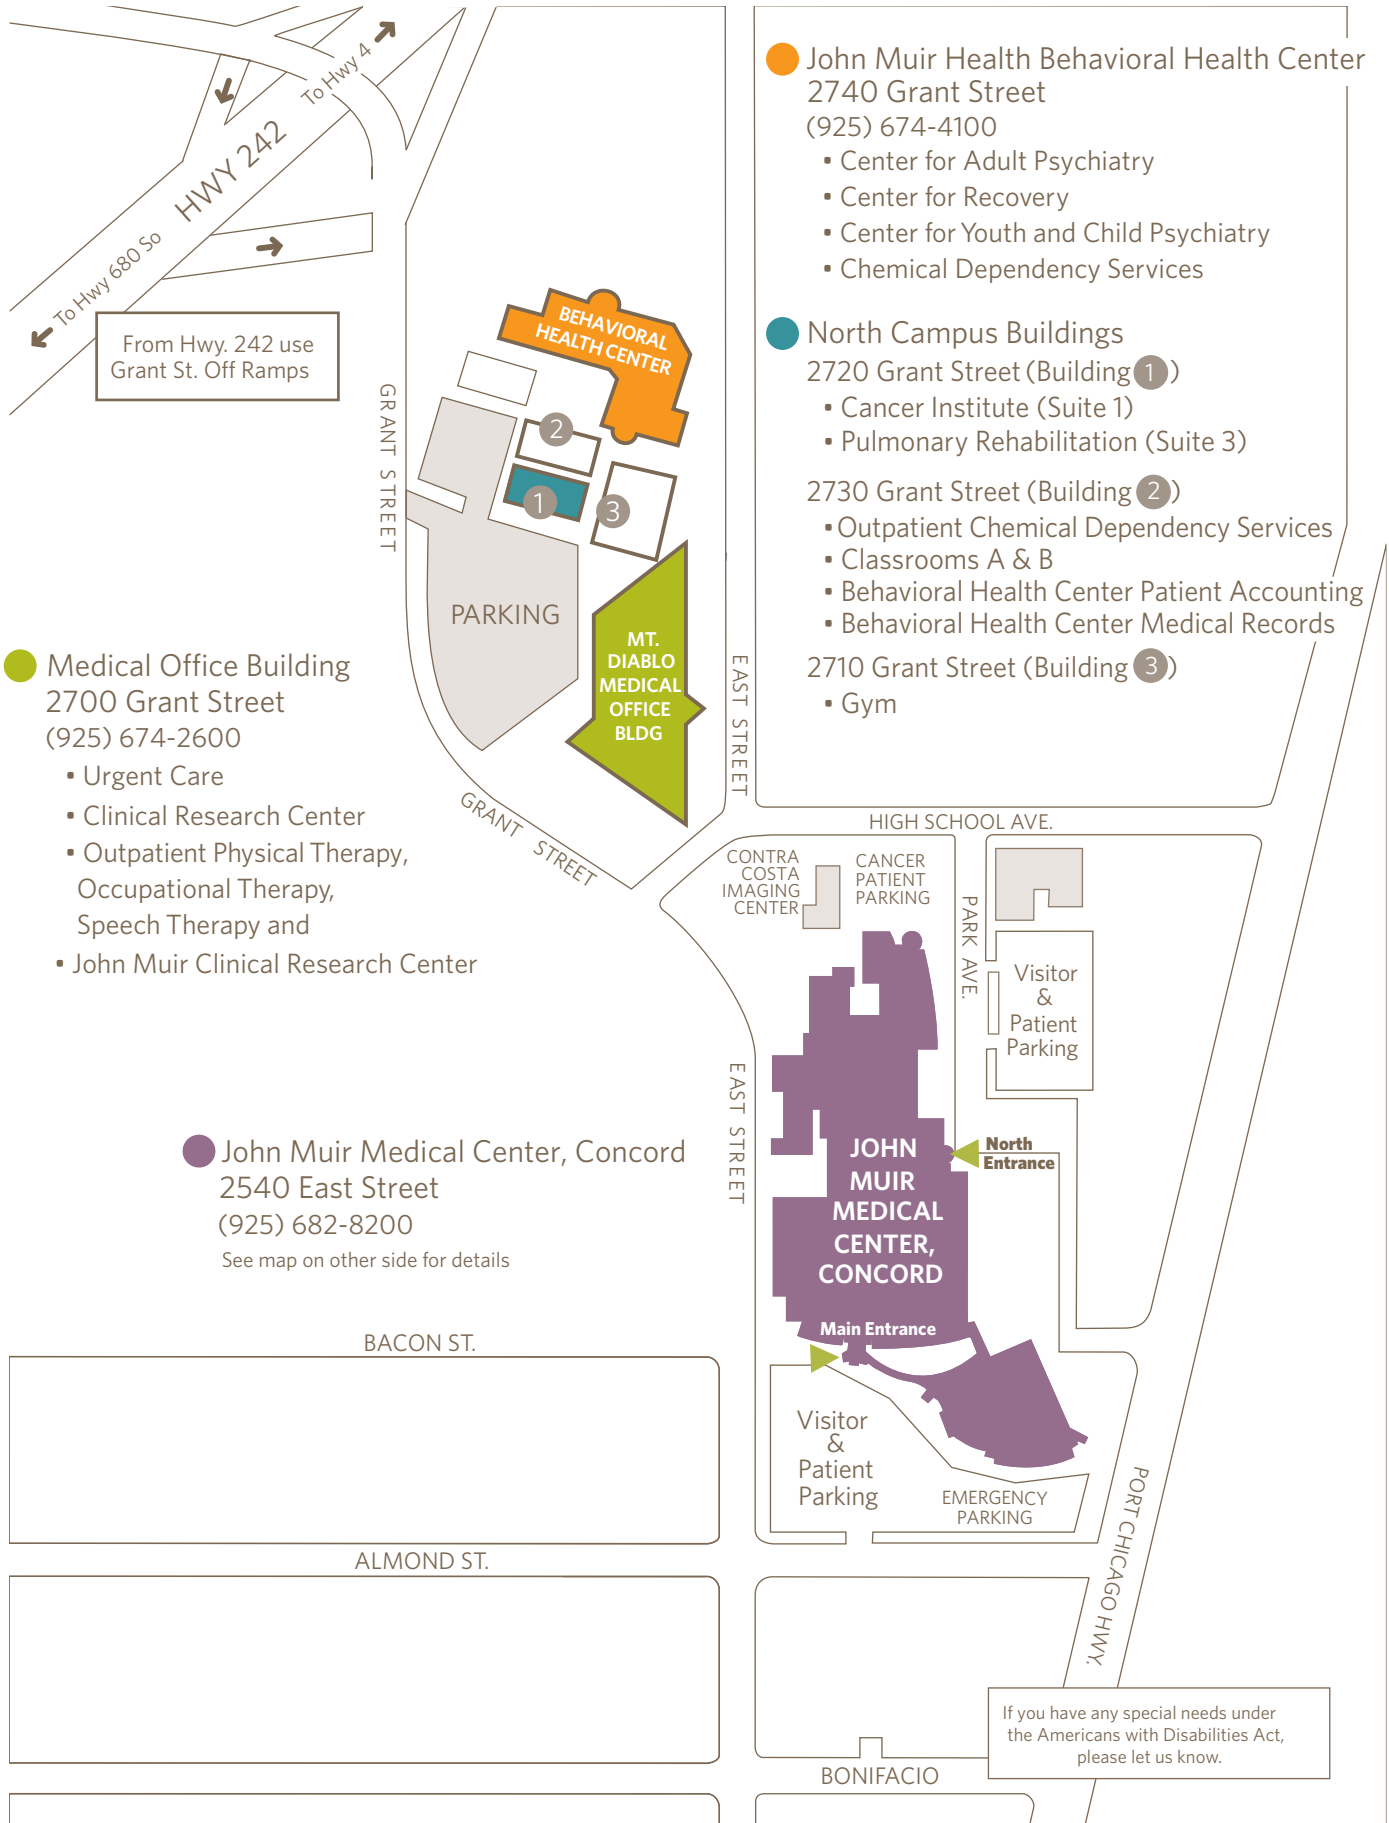 To Hwy 4
HWY 242
To Hwy 680 So
From Hwy. 242 use
Grant St. Off Ramps
John Muir Health Behavioral Health Center
2740 Grant Street
(925) 674-4100
▪ Center for Adult Psychiatry
▪ Center for Recovery
▪ Center for Youth and Child Psychiatry
▪ Chemical Dependency Services
North Campus Buildings
2720 Grant Street (Building 1)
▪ Cancer Institute (Suite 1)
▪ Pulmonary Rehabilitation (Suite 3)
2730 Grant Street (Building 2)
▪ Outpatient Chemical Dependency Services
▪ Classrooms A & B
▪ Behavioral Health Center Patient Accounting
▪ Behavioral Health Center Medical Records
2710 Grant Street (Building 3)
▪ Gym
BEHAVIORAL
HEALTH CENTER
2
1
3
GRANT STREET
PARKING
MT.
DIABLO
MEDICAL
OFFICE
BLDG
EAST STREET
GRANT STREET
Medical Office Building
2700 Grant Street
(925) 674-2600
▪ Urgent Care
▪ Clinical Research Center
▪ Outpatient Physical Therapy,
Occupational Therapy,
Speech Therapy and
▪ John Muir Clinical Research Center
HIGH SCHOOL AVE.
CONTRA
COSTA
IMAGING
CENTER
CANCER
PATIENT
PARKING
PARK AVE.
Visitor
&
Patient
Parking
EAST STREET
John Muir Medical Center, Concord
2540 East Street
(925) 682-8200
See map on other side for details
JOHN
MUIR
MEDICAL
CENTER,
CONCORD
North
Entrance
Main Entrance
BACON ST.
Visitor
&
Patient
Parking
EMERGENCY
PARKING
PORT CHICAGO HWY.
ALMOND ST.
If you have any special needs under
the Americans with Disabilities Act,
please let us know.
BONIFACIO